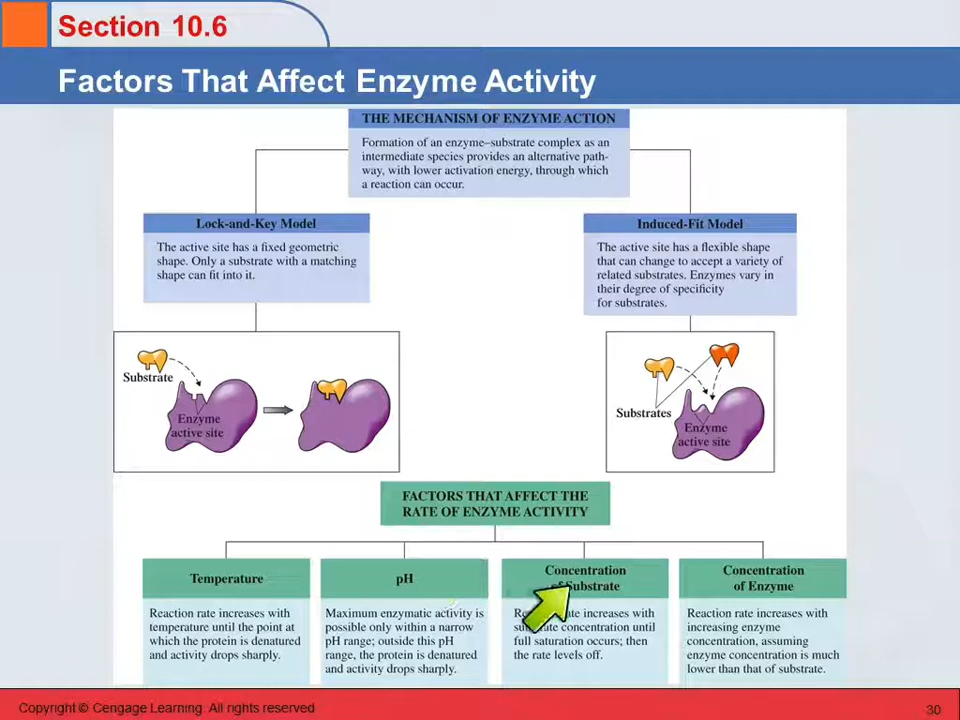 Section 10.6
Factors That Affect Enzyme Activity
THE MECHANISM OF ENZYME ACTION
Formation of an enzyme–substrate complex as an
intermediate species provides an alternative path-
way, with lower activation energy, through which
a reaction can occur.
Lock-and-Key Model
The active site has a fixed geometric
shape. Only a substrate with a matching
shape can fit into it.
Induced-Fit Model
The active site has a flexible shape
that can change to accept a variety of
related substrates. Enzymes vary in
their degree of specificity
for substrates.
Substrate
Enzyme
active site
Substrates
Enzyme
active site
FACTORS THAT AFFECT THE
RATE OF ENZYME ACTIVITY
Temperature
Reaction rate increases with
temperature until the point at
which the protein is denatured
and activity drops sharply.
pH
Maximum enzymatic activity is
possible only within a narrow
pH range; outside this pH
range, the protein is denatured
and activity drops sharply.
Concentration
of Substrate
rate increases with
substrate concentration until
full saturation occurs; then
the rate levels off.
Concentration
of Enzyme
Reaction rate increases with
increasing enzyme
concentration, assuming
enzyme concentration is much
lower than that of substrate.
Copyright © Cengage Learning. All rights reserved
30